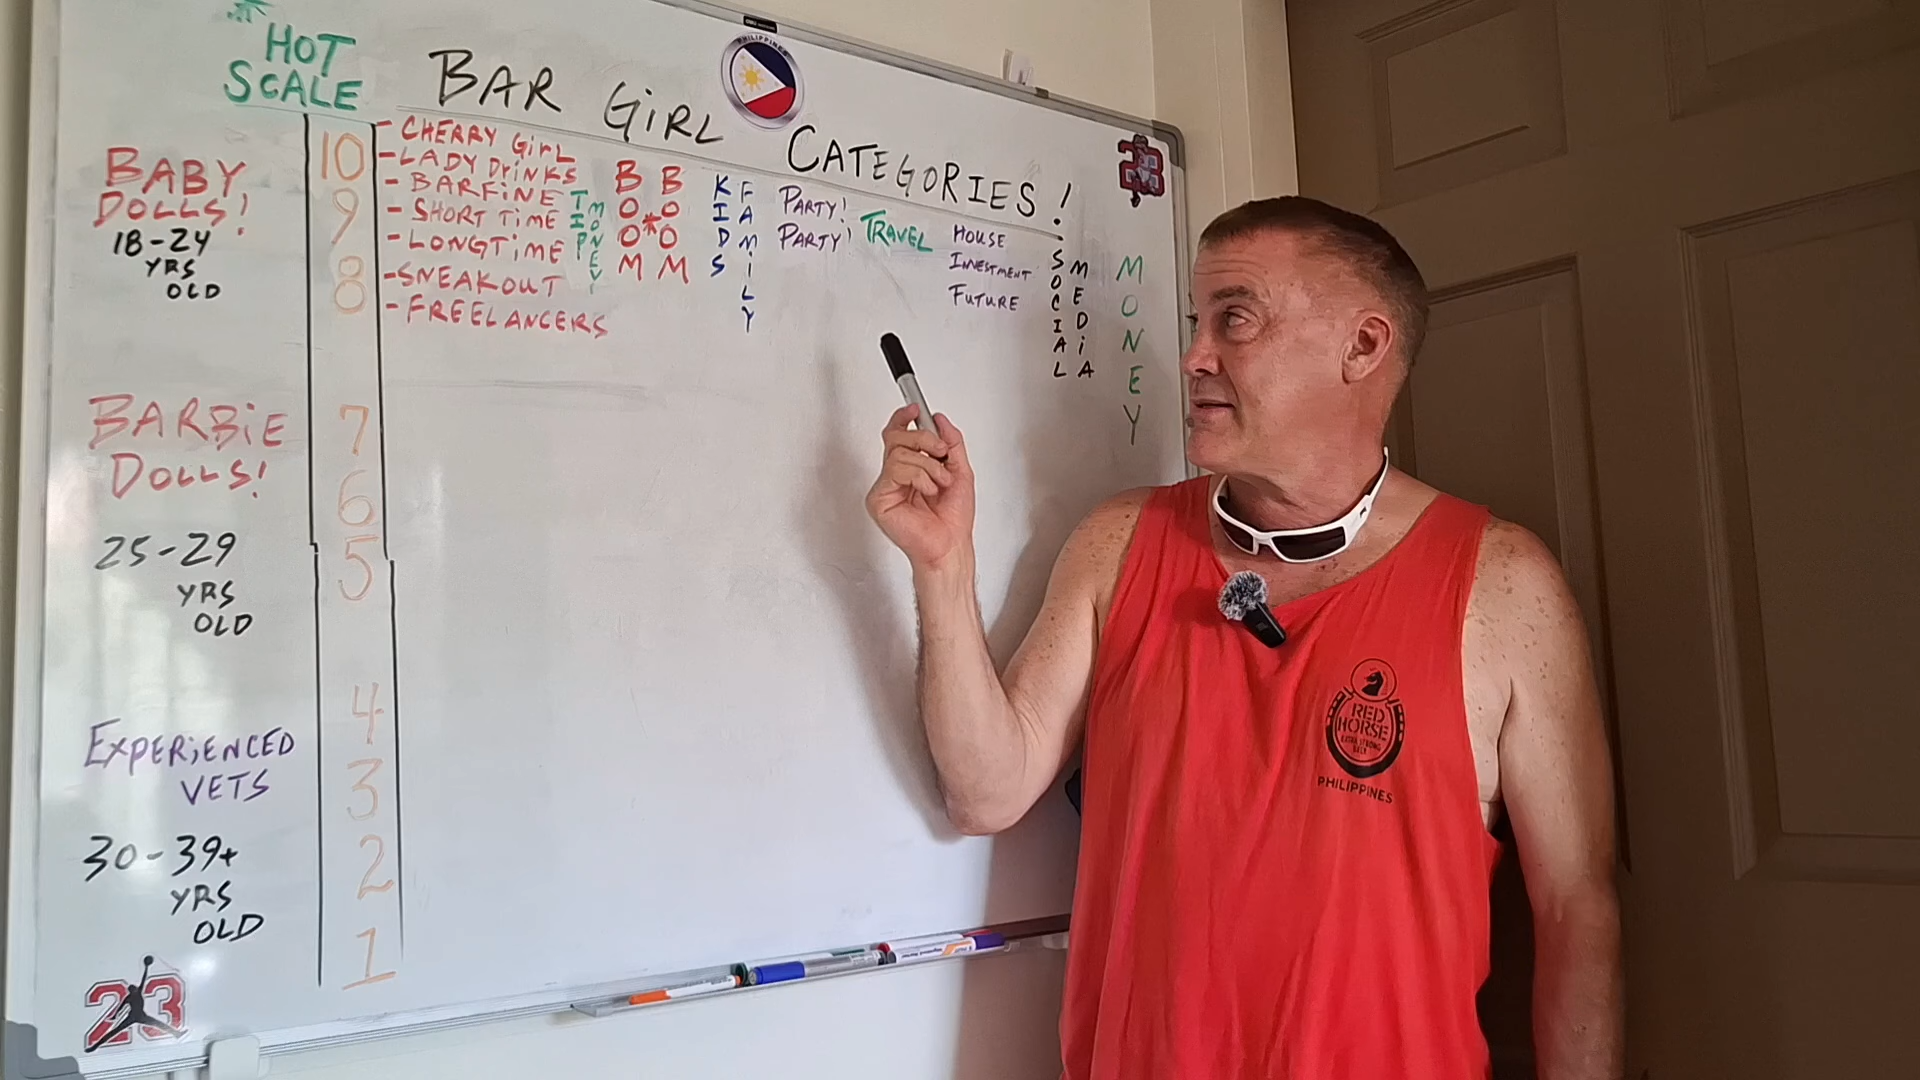 HOT
SCALE
BAR GIRL CATEGORIES!
PHILIPPINES
BABY
DOLLS!
18-24
YRS
OLD
BARBIE
DOLLS!
25-29
YRS
OLD
EXPERIENCED
VETS
30-39+
YRS
OLD
10
9
8
7
6
5
4
3
2
1
- CHERRY GIRL
- LADY DRINKS
- BARFINE
- SHORT TIME
- LONGTIME
- SNEAKOUT
- FREELANCERS
TIP
MONEY
BOOM * BOOM
KIDS
FAMILY
PARTY!
PARTY!
TRAVEL
HOUSE
INVESTMENT
FUTURE
SOCIAL
MEDIA
MONEY
23
23
RED
HORSE
EXTRA STRONG
BEER
PHILIPPINES